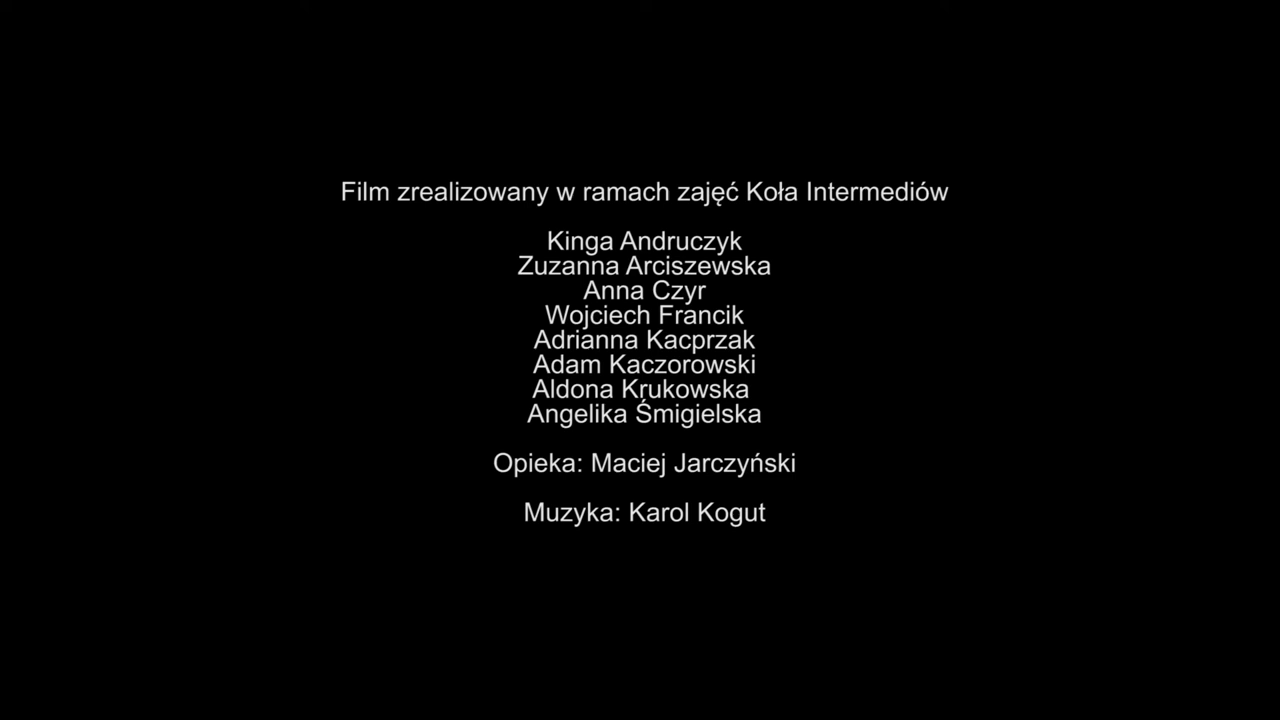 Film zrealizowany w ramach zajęć Koła Intermediów
Kinga Andruczyk
Zuzanna Arciszewska
Anna Czyr
Wojciech Francik
Adrianna Kacprzak
Adam Kaczorowski
Aldona Krukowska
Angelika Śmigielska
Opieka: Maciej Jarczyński
Muzyka: Karol Kogut